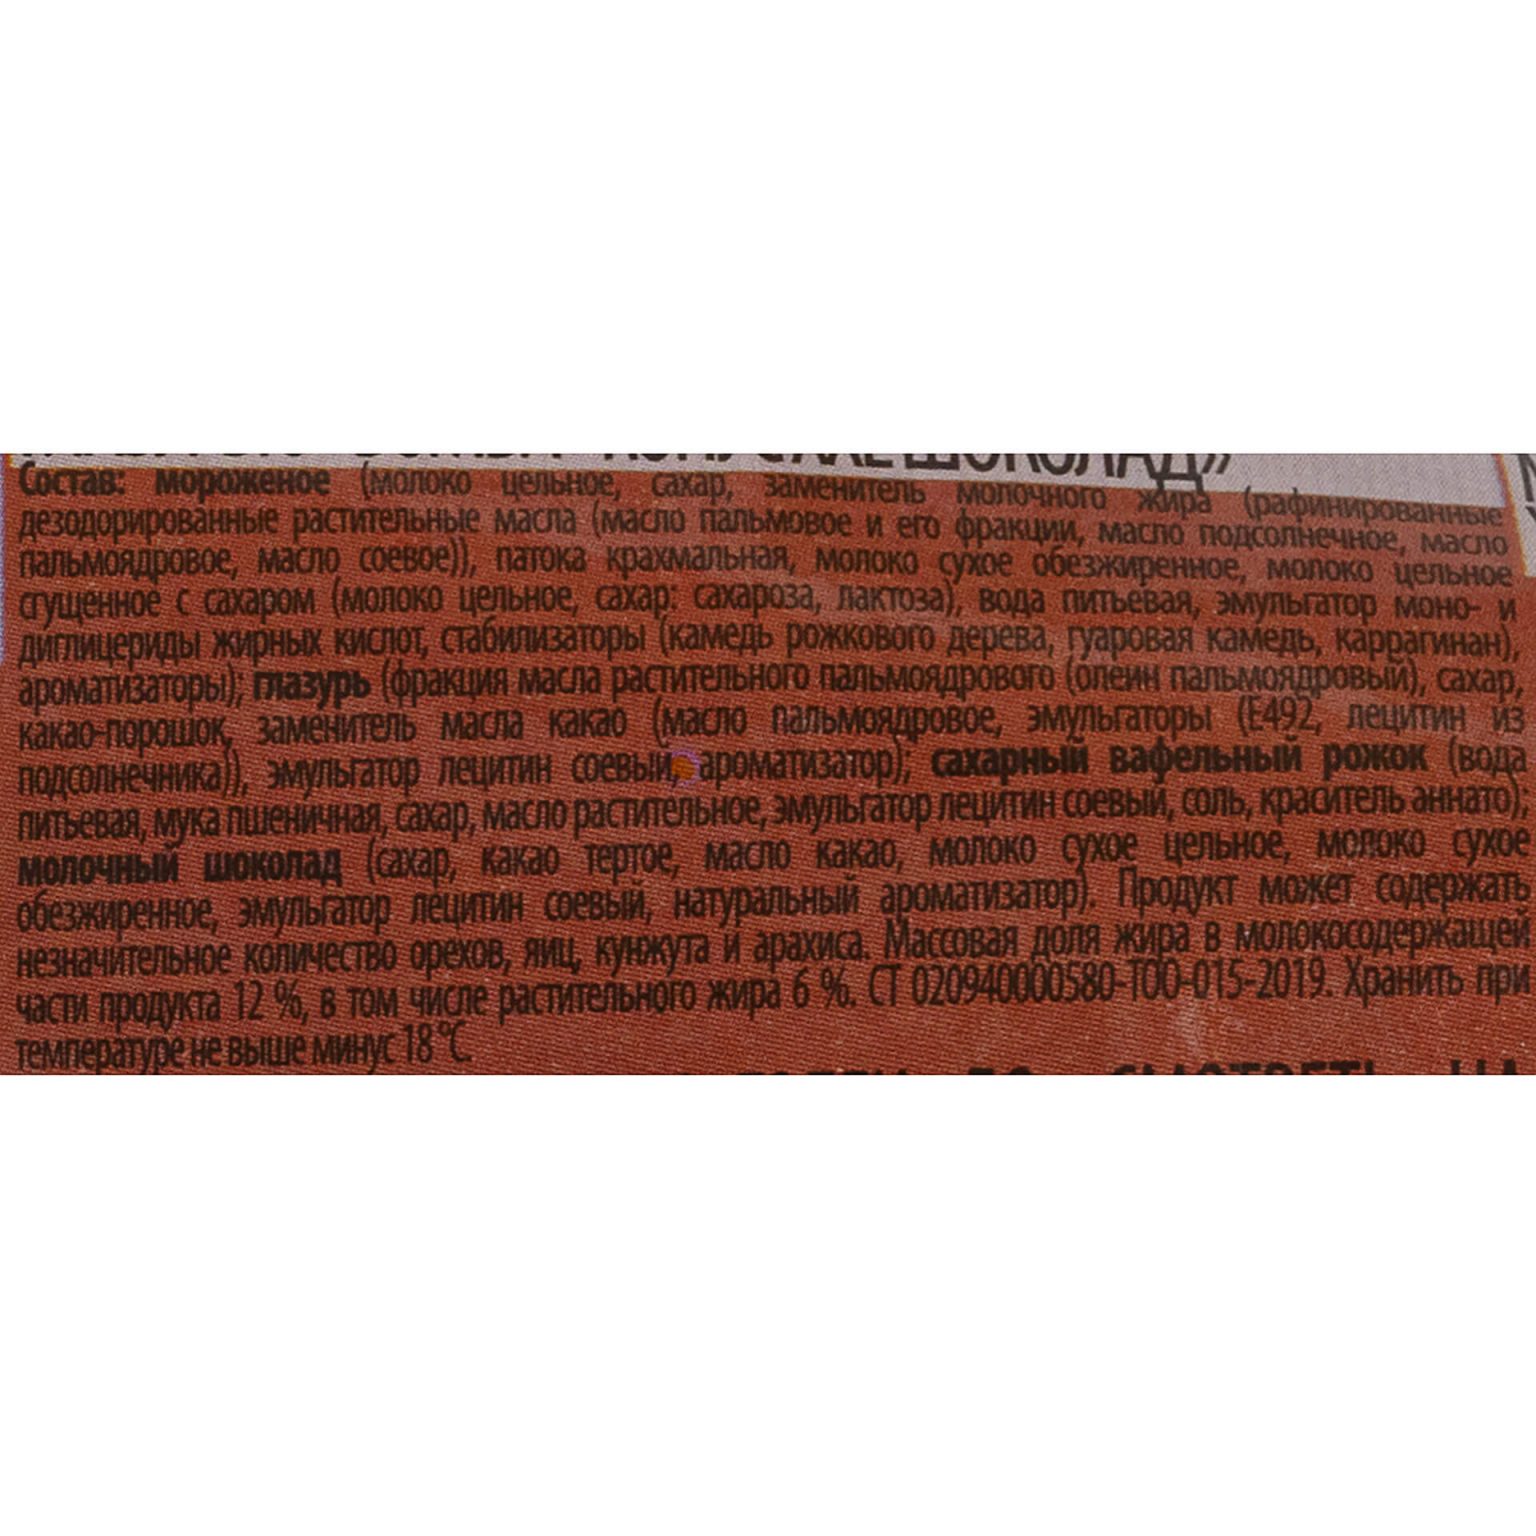 ШОКОЛАД»
Состав: мороженое (молоко цельное, сахар, заменитель молочного жира (рафинированные
дезодорированные растительные масла (масло пальмовое и его фракции, масло подсолнечное, масло
пальмоядровое, масло соевое)), патока крахмальная, молоко сухое обезжиренное, молоко цельное
сгущенное с сахаром (молоко цельное, сахар: сахароза, лактоза), вода питьевая, эмульгатор моно- и
диглицериды жирных кислот, стабилизаторы (камедь рожкового дерева, гуаровая камедь, каррагинан),
ароматизаторы); глазурь (фракция масла растительного пальмоядрового (олеин пальмоядровый), сахар,
какао-порошок, заменитель масла какао (масло пальмоядровое, эмульгаторы (Е492, лецитин из
подсолнечника)), эмульгатор лецитин соевый, ароматизатор); сахарный вафельный рожок (вода
питьевая, мука пшеничная, сахар, масло растительное, эмульгатор лецитин соевый, соль, краситель аннато),
молочный шоколад (сахар, какао тертое, масло какао, молоко сухое цельное, молоко сухое
обезжиренное, эмульгатор лецитин соевый, натуральный ароматизатор). Продукт может содержать
незначительное количество орехов, яиц, кунжута и арахиса. Массовая доля жира в молокосодержащей
части продукта 12 %, в том числе растительного жира 6 %. СТ 020940000580-ТОО-015-2019. Хранить при
температуре не выше минус 18 °С.